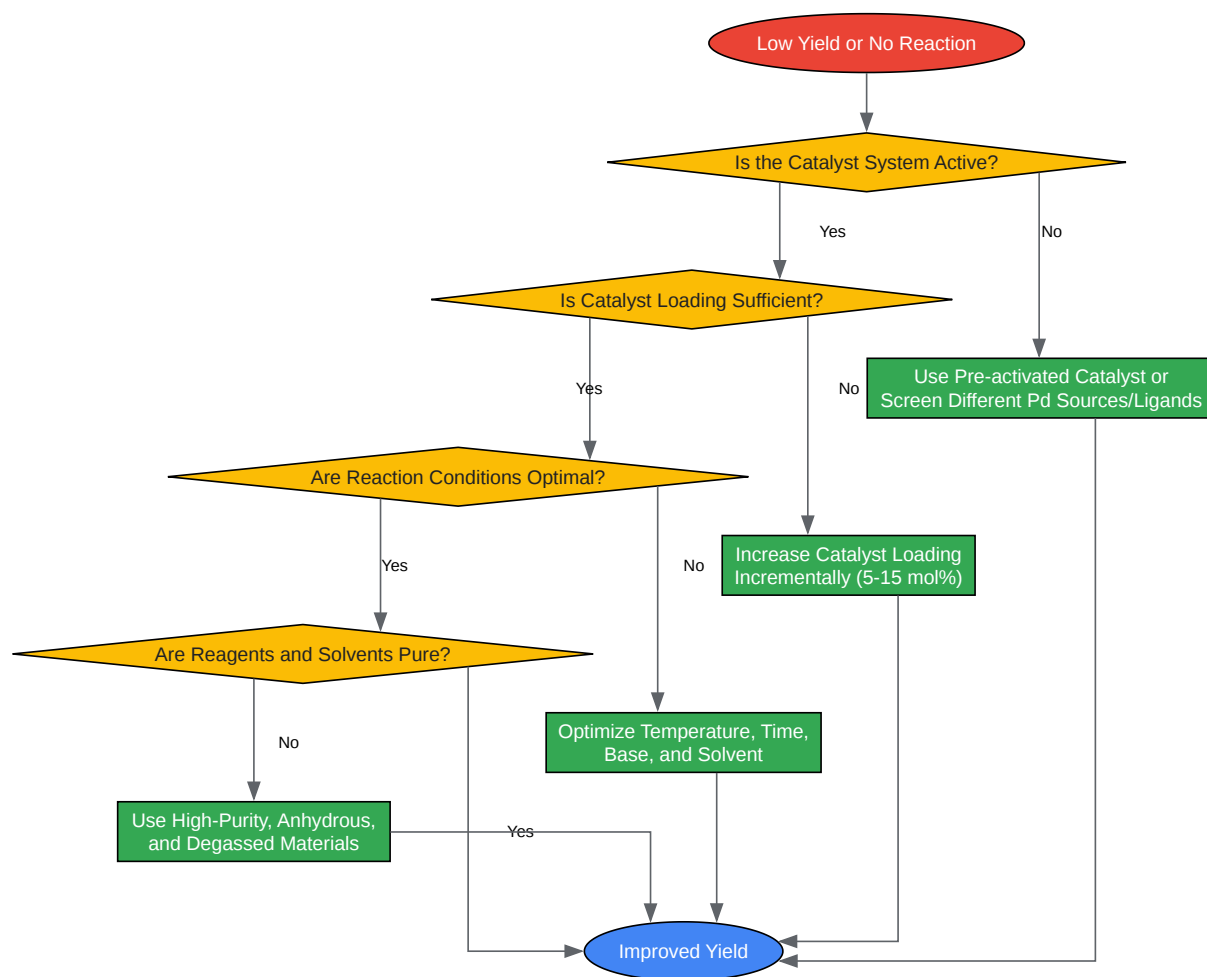 Low Yield or No Reaction
Is the Catalyst System Active?
Yes
No
Is Catalyst Loading Sufficient?
Use Pre-activated Catalyst or
Screen Different Pd Sources/Ligands
Yes
No
Are Reaction Conditions Optimal?
Increase Catalyst Loading
Incrementally (5-15 mol%)
Yes
No
Are Reagents and Solvents Pure?
Optimize Temperature, Time,
Base, and Solvent
No
Use High-Purity, Anhydrous,
and Degassed Materials
Yes
Improved Yield